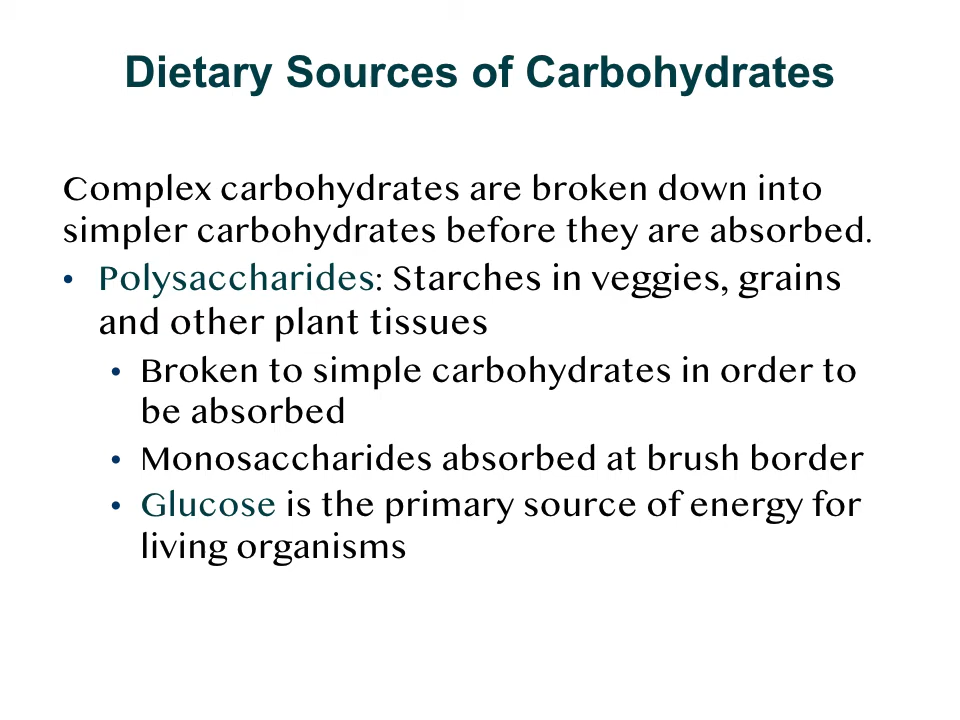 Dietary Sources of Carbohydrates
Complex carbohydrates are broken down into
simpler carbohydrates before they are absorbed.
• Polysaccharides: Starches in veggies, grains
and other plant tissues
• Broken to simple carbohydrates in order to
be absorbed
• Monosaccharides absorbed at brush border
• Glucose is the primary source of energy for
living organisms